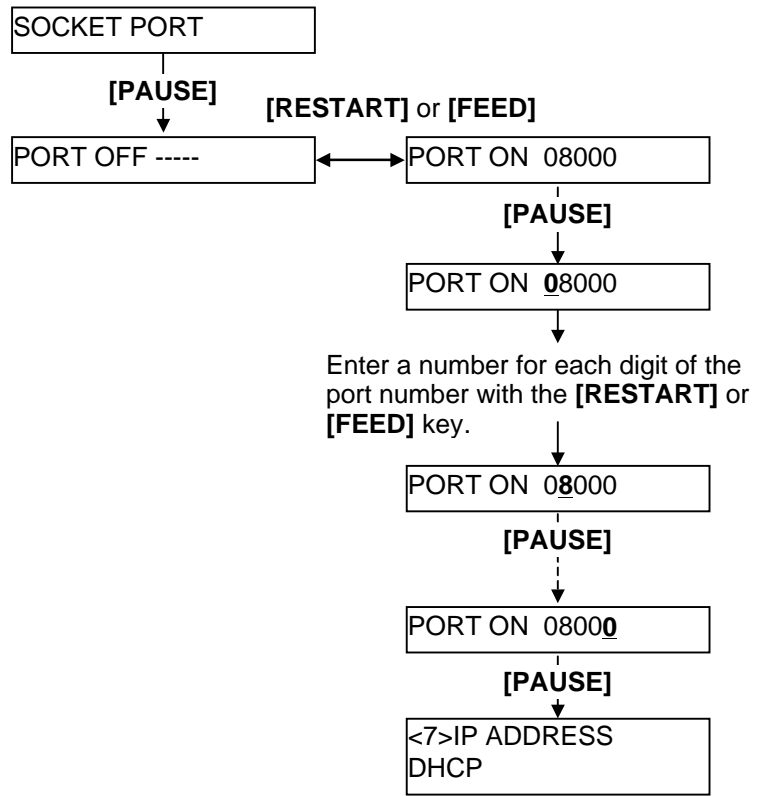 SOCKET PORT
[PAUSE]
[RESTART] or [FEED]
PORT OFF -----
PORT ON 08000
[PAUSE]
PORT ON 08000
Enter a number for each digit of the
port number with the [RESTART] or
[FEED] key.
PORT ON 08000
[PAUSE]
PORT ON 08000
[PAUSE]
<7>IP ADDRESS
DHCP